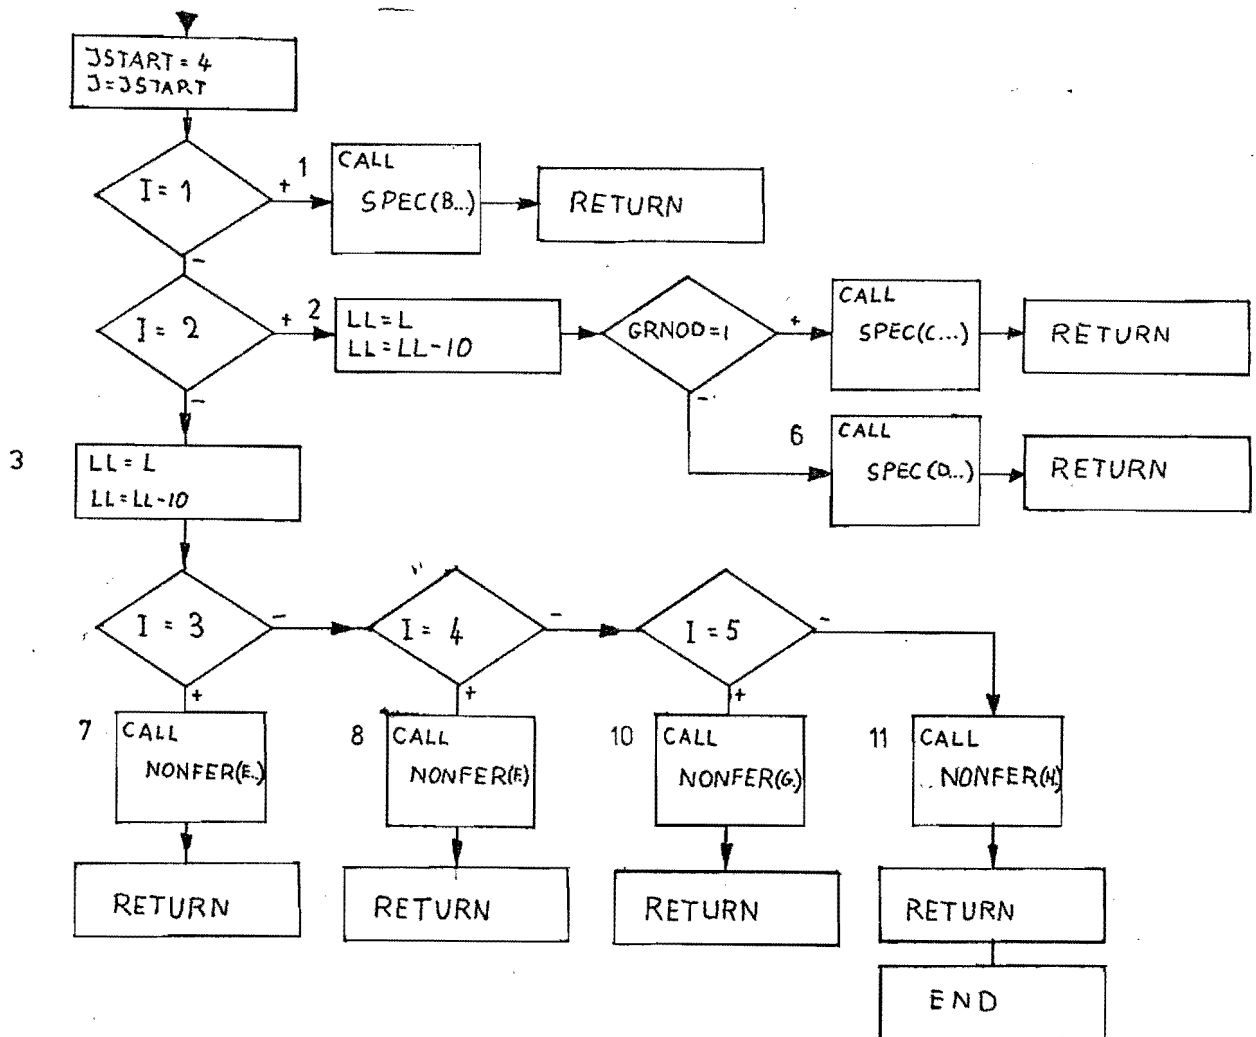 JSTART = 4
J = JSTART
I = 1
+
1
CALL
SPEC(B...)
RETURN
-
I = 2
+
2
LL = L
LL = LL-10
GRNOD = 1
+
CALL
SPEC(C...)
RETURN
-
-
6
CALL
SPEC(D...)
RETURN
3
LL = L
LL = LL-10
I = 3
-
I = 4
-
I = 5
-
+
+
+
7
CALL
NONFER(E..)
8
CALL
NONFER(F.)
10
CALL
NONFER(G.)
11
CALL
NONFER(H.)
RETURN
RETURN
RETURN
RETURN
END